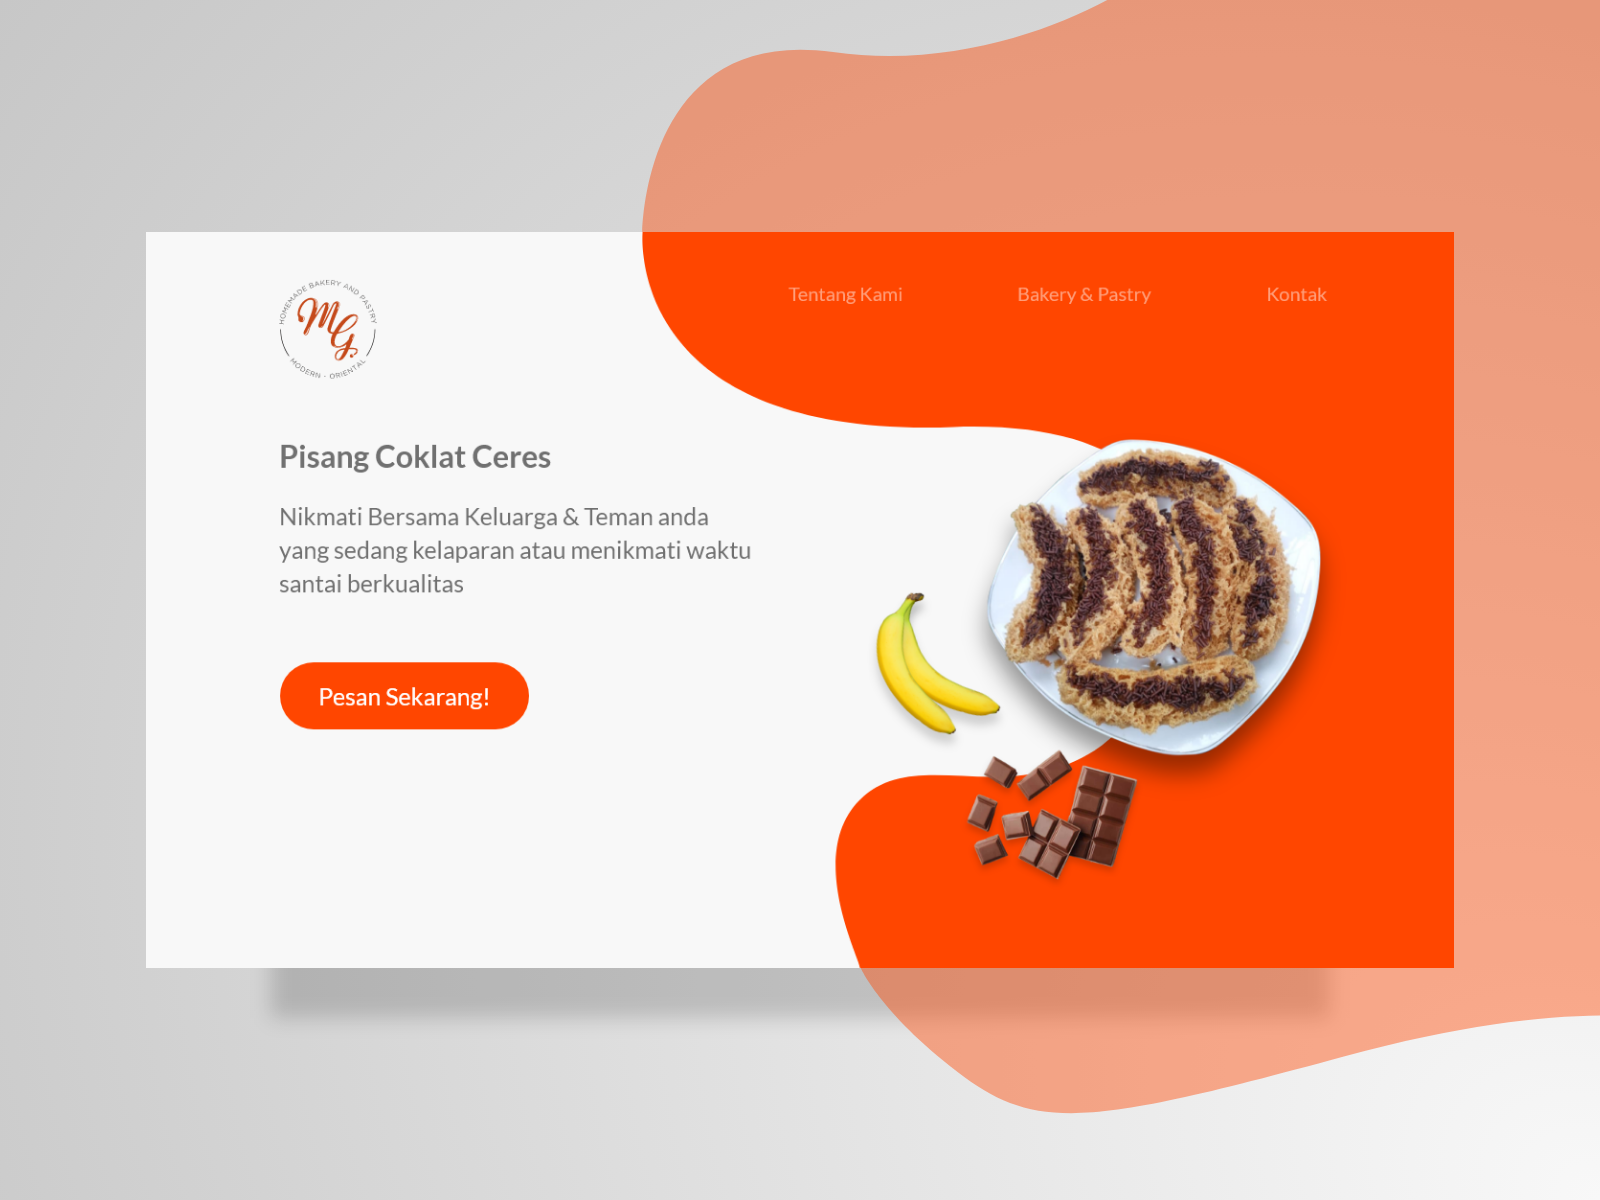 HOMEMADE BAKERY AND PASTRY
MG
MODERN - ORIENTAL
Tentang Kami
Bakery & Pastry
Kontak
Pisang Coklat Ceres
Nikmati Bersama Keluarga & Teman anda
yang sedang kelaparan atau menikmati waktu
santai berkualitas
Pesan Sekarang!